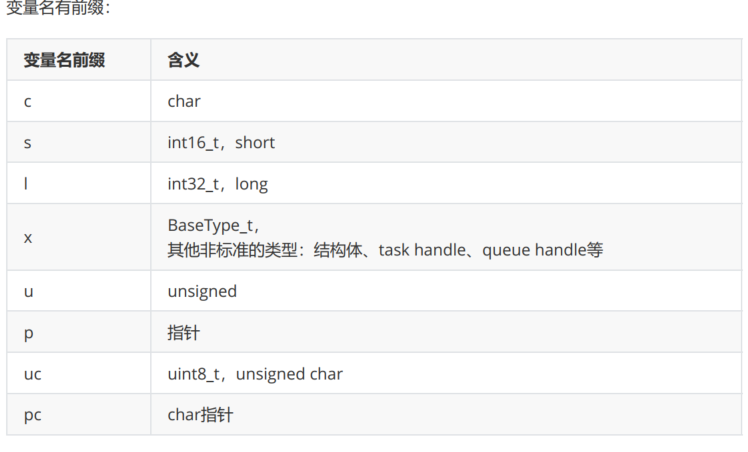 变量名有前缀：
变量名前缀 含义
c char
s int16_t，short
l int32_t，long
x BaseType_t，
其他非标准的类型：结构体、task handle、queue handle等
u unsigned
p 指针
uc uint8_t，unsigned char
pc char指针